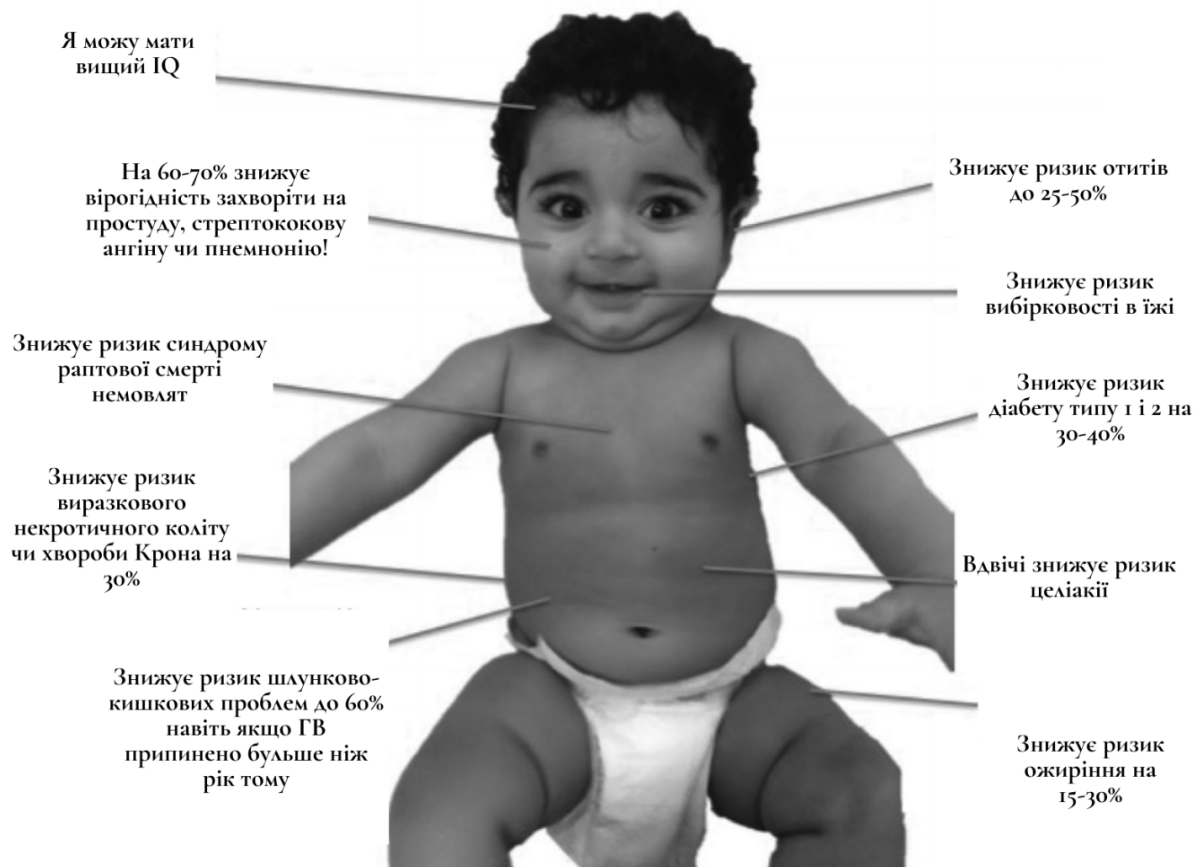 Я можу мати
вищий IQ
На 60-70% знижує
вірогідність захворіти на
простуду, стрептококову
ангіну чи пнемнонію!
Знижує ризик синдрому
раптової смерті
немовлят
Знижує ризик
виразкового
некротичного коліту
чи хвороби Крона на
30%
Знижує ризик шлунково-
кишкових проблем до 60%
навіть якщо ГВ
припинено бульше ніж
рік тому
Знижує ризик отитів
до 25-50%
Знижує ризик
вибірковості в їжі
Знижує ризик
діабету типу 1 і 2 на
30-40%
Вдвічі знижує ризик
целіакії
Знижує ризик
ожиріння на
15-30%